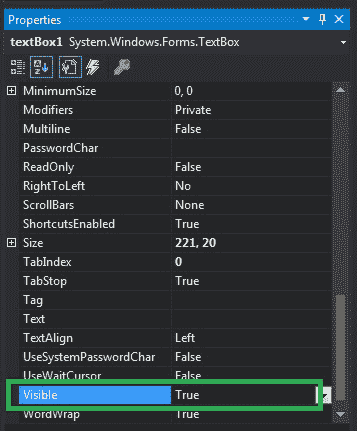 Properties
textBox1 System.Windows.Forms.TextBox
MinimumSize 0, 0
Modifiers Private
Multiline False
PasswordChar
ReadOnly False
RightToLeft No
ScrollBars None
ShortcutsEnabled True
Size 221, 20
TabIndex 0
TabStop True
Tag
Text
TextAlign Left
UseSystemPasswordChar False
UseWaitCursor False
Visible True
WordWrap True